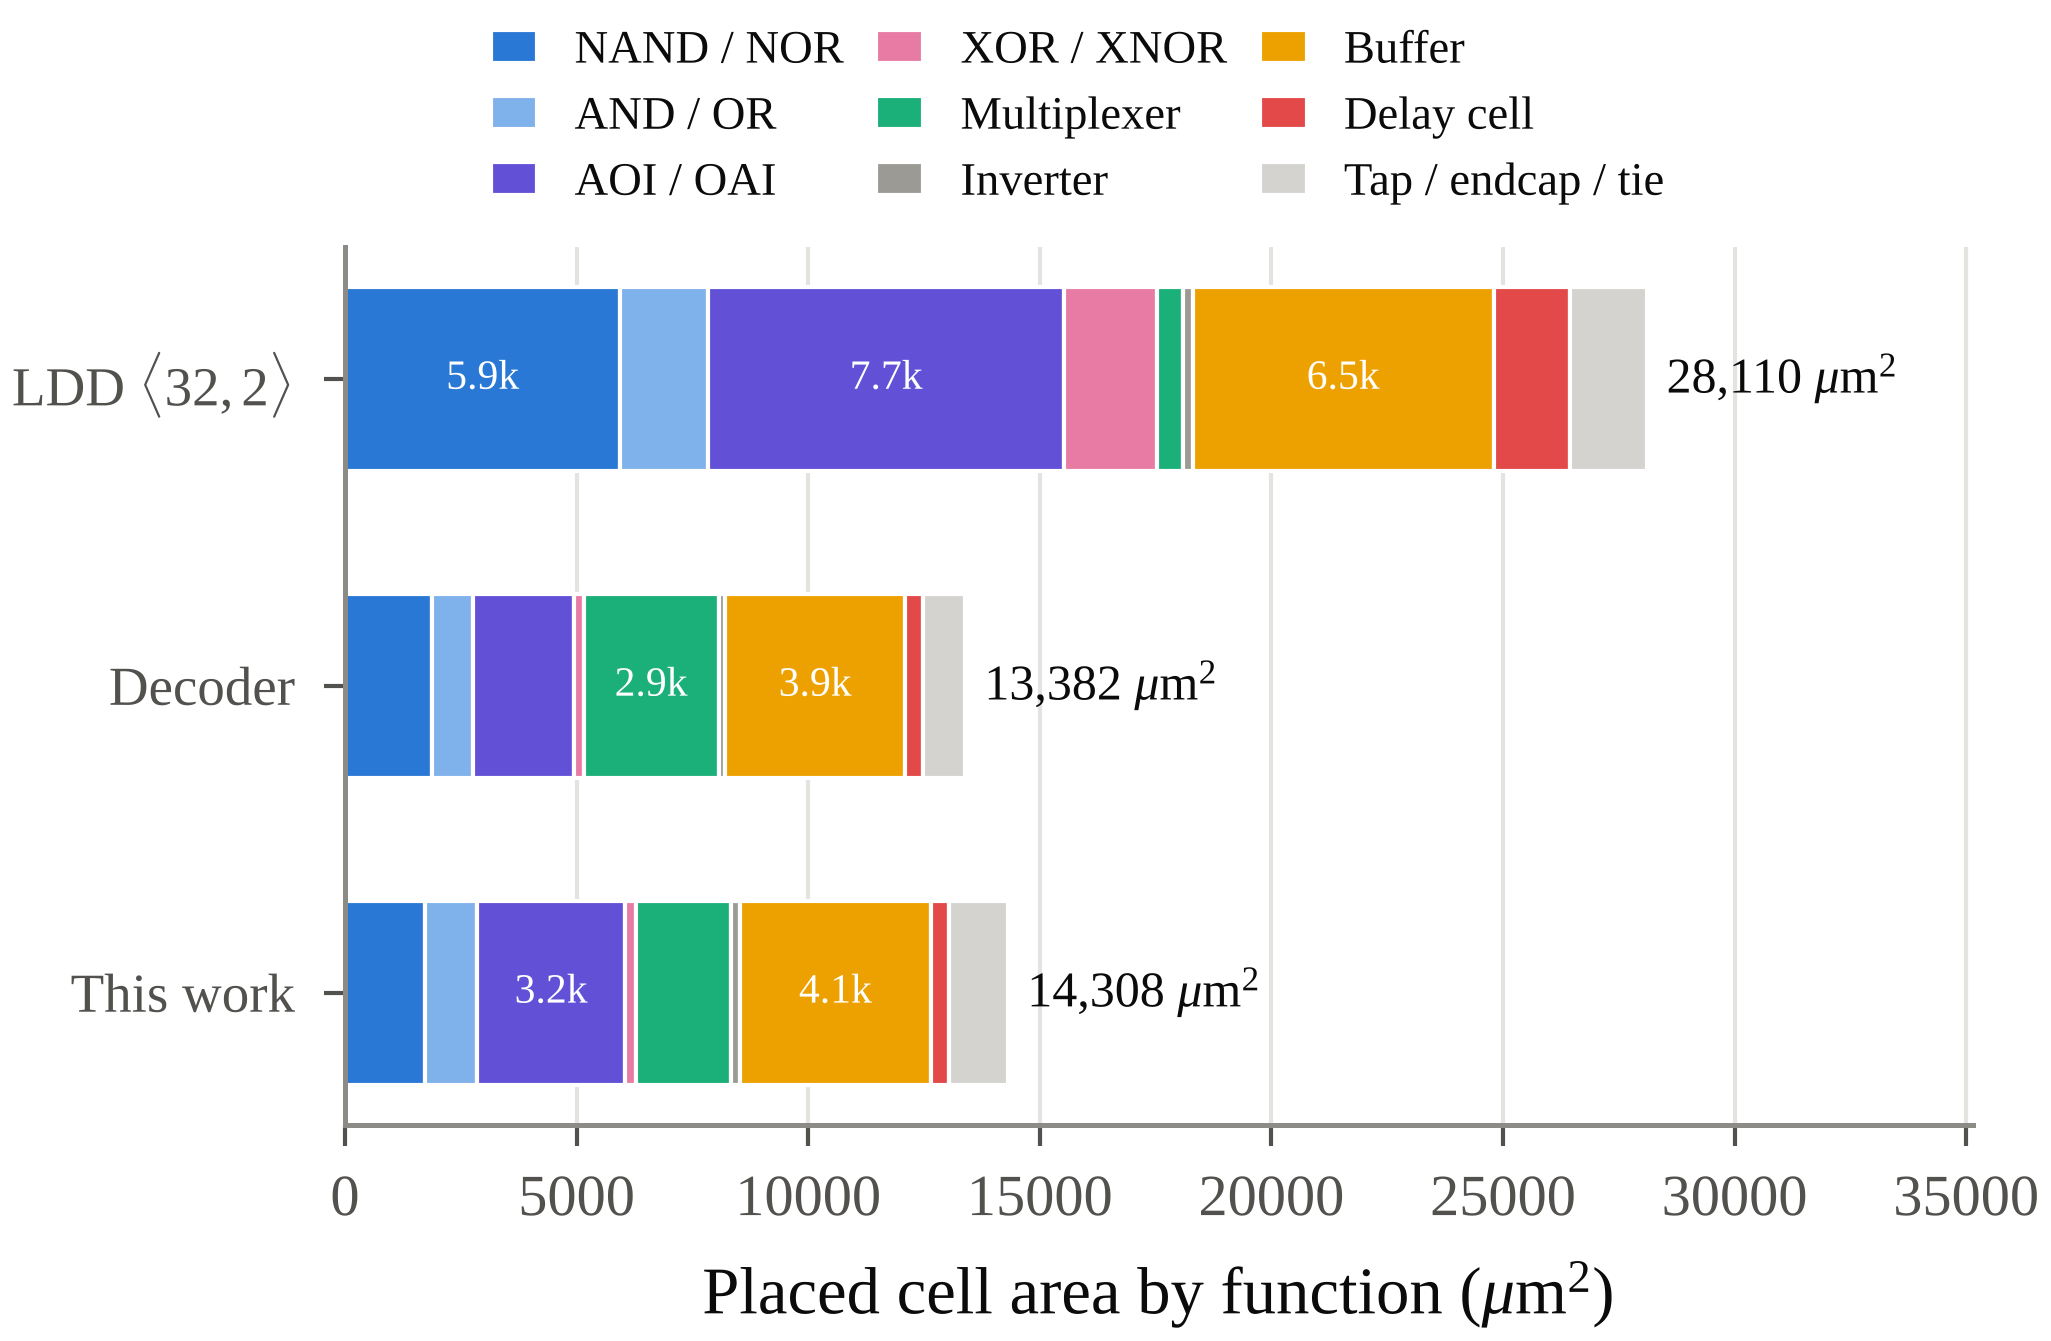 NAND / NOR XOR / XNOR Buffer
AND / OR Multiplexer Delay cell
AOI / OAI Inverter Tap / endcap / tie
LDD ⟨32, 2⟩ 5.9k 7.7k 6.5k 28,110 μm²
Decoder 2.9k 3.9k 13,382 μm²
This work 3.2k 4.1k 14,308 μm²
0 5000 10000 15000 20000 25000 30000 35000
Placed cell area by function (μm²)